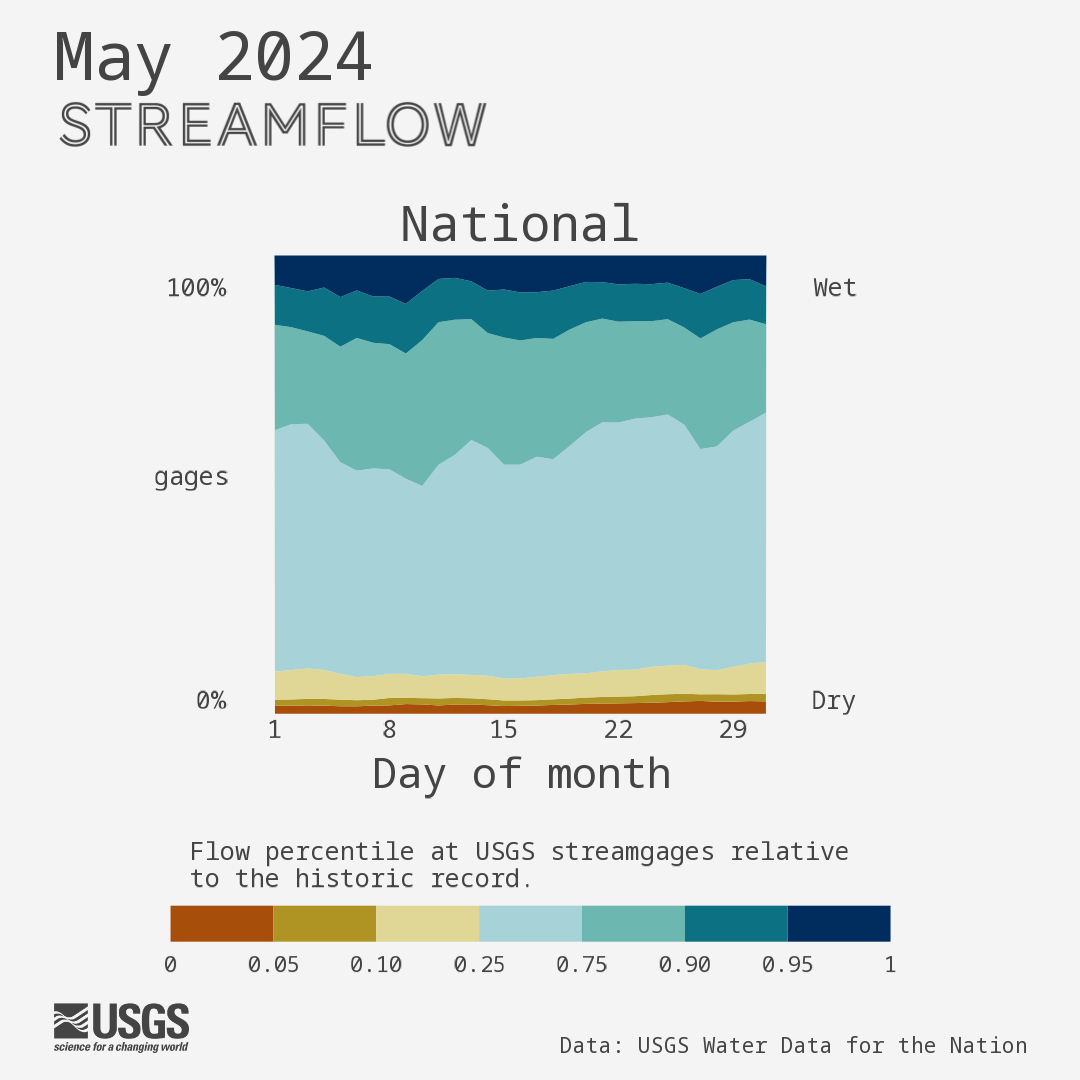 May 2024
STREAMFLOW
National
100%
Wet
gages
0%
Dry
1 8 15 22 29
Day of month
Flow percentile at USGS streamgages relative
to the historic record.
0 0.05 0.10 0.25 0.75 0.90 0.95 1
USGS
science for a changing world
Data: USGS Water Data for the Nation